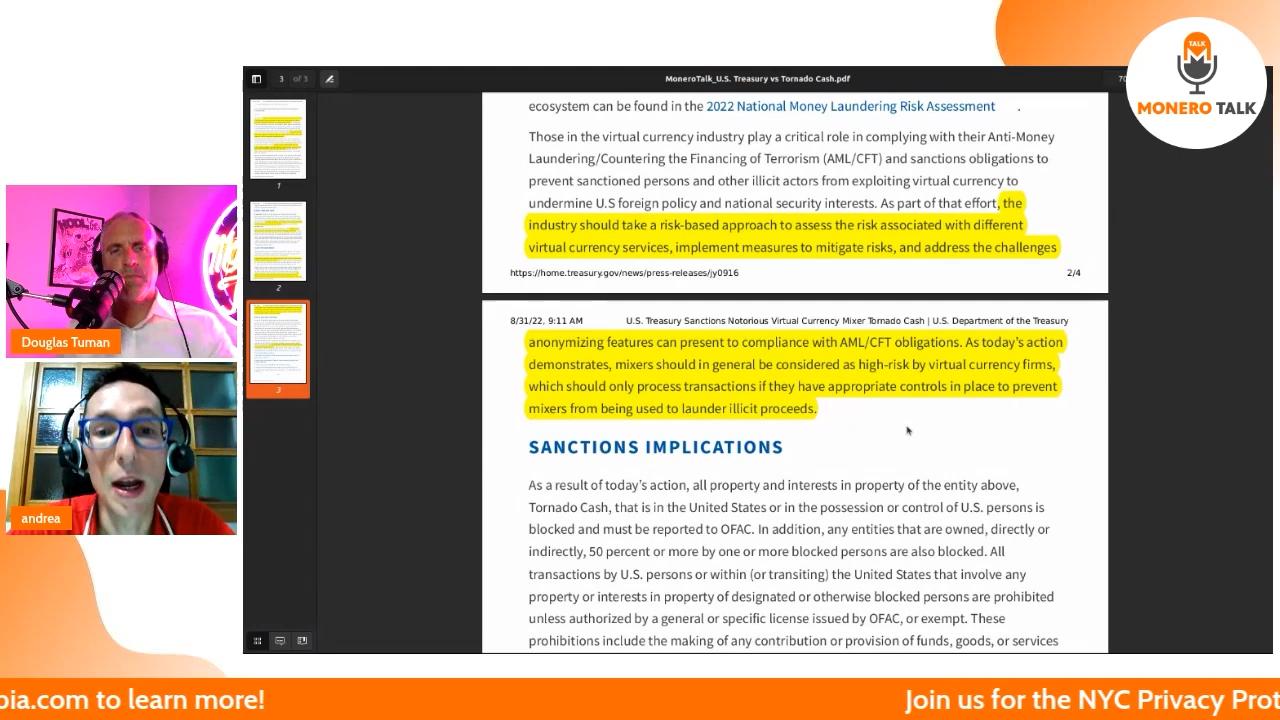 3 of 3
MoneroTalk_U.S. Treasury vs Tornado Cash.pdf
70
TALK
MONERO TALK
ecosystem can be found in the 2022 National Money Laundering Risk Assessment .
Those in the virtual currency industry play a critical role in complying with their Anti-Money
Laundering/Countering the Financing of Terrorism (AML/CFT) and sanctions obligations to
prevent sanctioned persons and other illicit actors from exploiting virtual currency to
undermine U.S foreign policy and national security interests. As part of that effort, the
industry should take a risk-based approach to assess the risk associated with different
virtual currency services, implement measures to mitigate risks, and address the challenges
https://home.treasury.gov/news/press-releases/jy0916 2/4
8/31/22, 9:11 AM U.S. Treasury Sanctions Notorious Virtual Currency Mixer Tornado Cash | U.S. Department of the Treasury
anonymizing features can present to compliance with AML/CFT obligations. As today's action
demonstrates, mixers should in general be considered as high-risk by virtual currency firms,
which should only process transactions if they have appropriate controls in place to prevent
mixers from being used to launder illicit proceeds.
SANCTIONS IMPLICATIONS
As a result of today's action, all property and interests in property of the entity above,
Tornado Cash, that is in the United States or in the possession or control of U.S. persons is
blocked and must be reported to OFAC. In addition, any entities that are owned, directly or
indirectly, 50 percent or more by one or more blocked persons are also blocked. All
transactions by U.S. persons or within (or transiting) the United States that involve any
property or interests in property of designated or otherwise blocked persons are prohibited
unless authorized by a general or specific license issued by OFAC, or exempt. These
prohibitions include the making of any contribution or provision of funds, goods, or services
1
2
3
Douglas Tuman
andrea
bia.com to learn more!
Join us for the NYC Privacy Prot